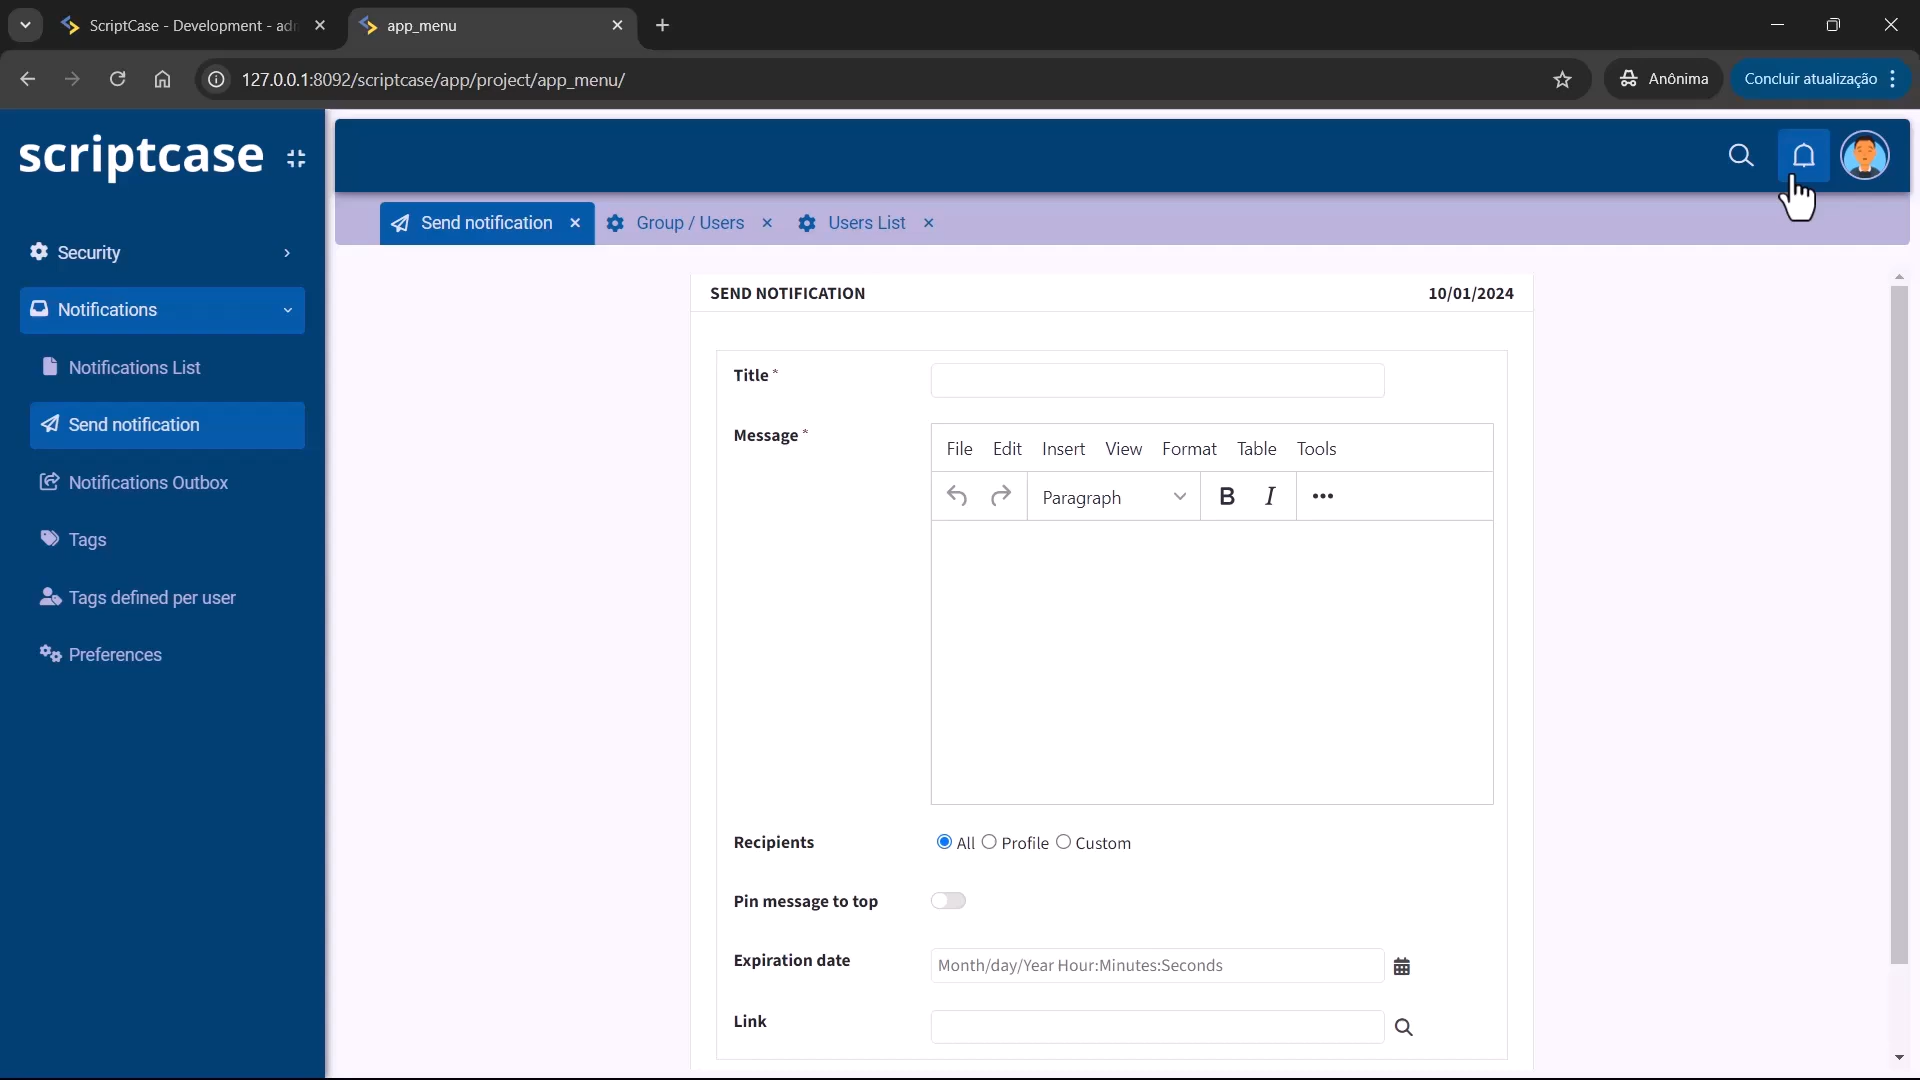 ScriptCase - Development - adr
app_menu
127.0.0.1:8092/scriptcase/app/project/app_menu/
Anônima
Concluir atualização
scriptcase
Security
Notifications
Notifications List
Send notification
Notifications Outbox
Tags
Tags defined per user
Preferences
Send notification
Group / Users
Users List
SEND NOTIFICATION 10/01/2024
Title *
Message *
File Edit Insert View Format Table Tools
Paragraph B I
Recipients All Profile Custom
Pin message to top
Expiration date Month/day/Year Hour:Minutes:Seconds
Link